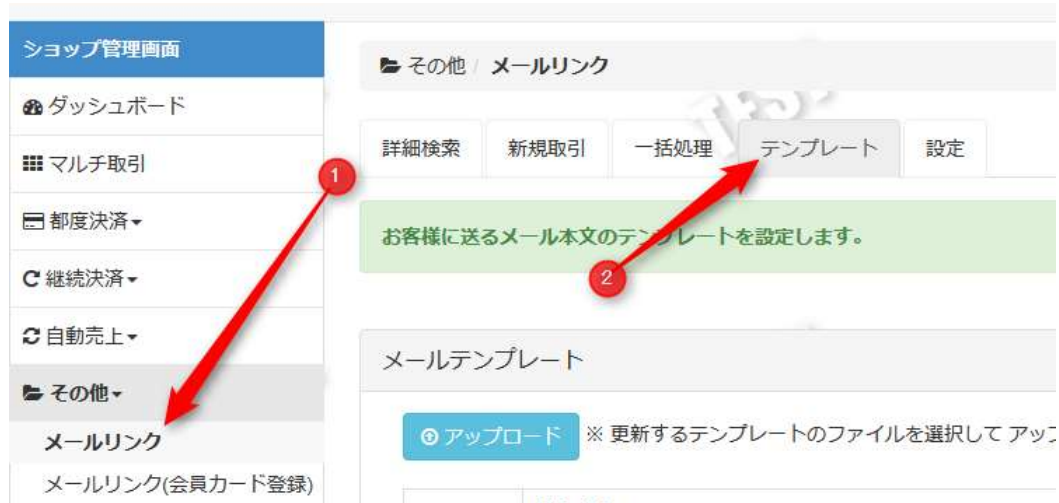 ショップ管理画面
ダッシュボード
マルチ取引
都度決済
継続決済
自動売上
その他
メールリンク
メールリンク(会員カード登録)
その他 / メールリンク
詳細検索 新規取引 一括処理 テンプレート 設定
TEST
お客様に送るメール本文のテンプレートを設定します。
1
2
メールテンプレート
アップロード ※ 更新するテンプレートのファイルを選択して アップ